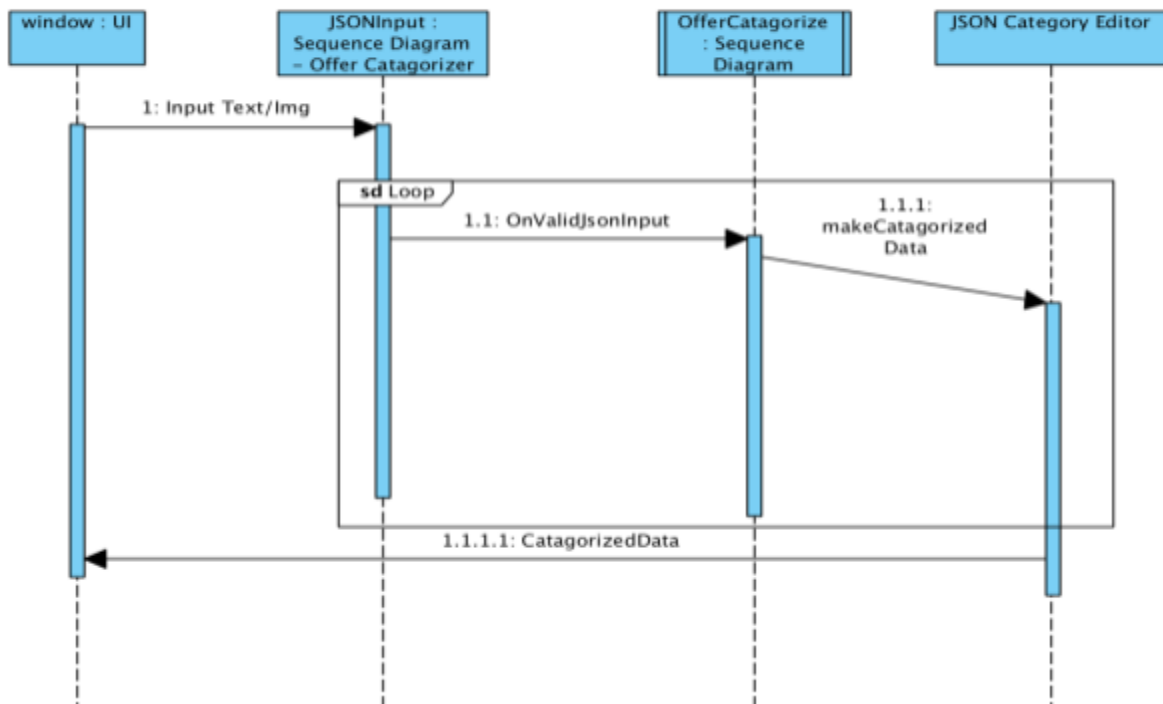 window : UI
JSONInput :
Sequence Diagram
- Offer Catagorizer
OfferCatagorize
: Sequence
Diagram
JSON Category Editor
1: Input Text/Img
sd Loop
1.1: OnValidJsonInput
1.1.1:
makeCatagorized
Data
1.1.1.1: CatagorizedData